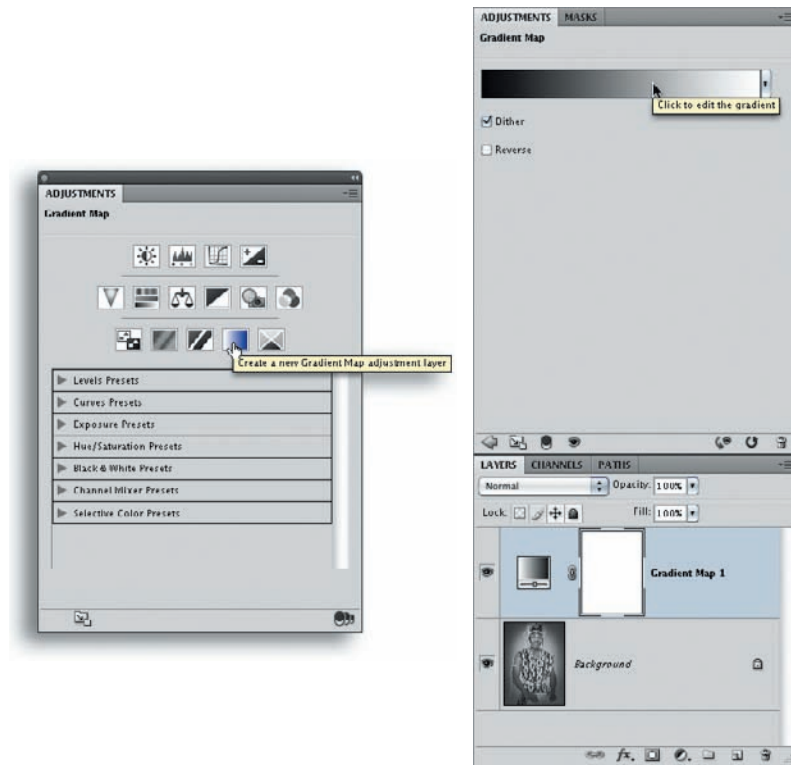 ADJUSTMENTS
Gradient Map
Create a new Gradient Map adjustment layer
Levels Presets
Curves Presets
Exposure Presets
Hue/Saturation Presets
Black & White Presets
Channel Mixer Presets
Selective Color Presets
ADJUSTMENTS MASKS
Gradient Map
Click to edit the gradient
Dither
Reverse
LAYERS CHANNELS PATHS
Normal Opacity: 100%
Lock: Fill: 100%
Gradient Map 1
Background
fx.